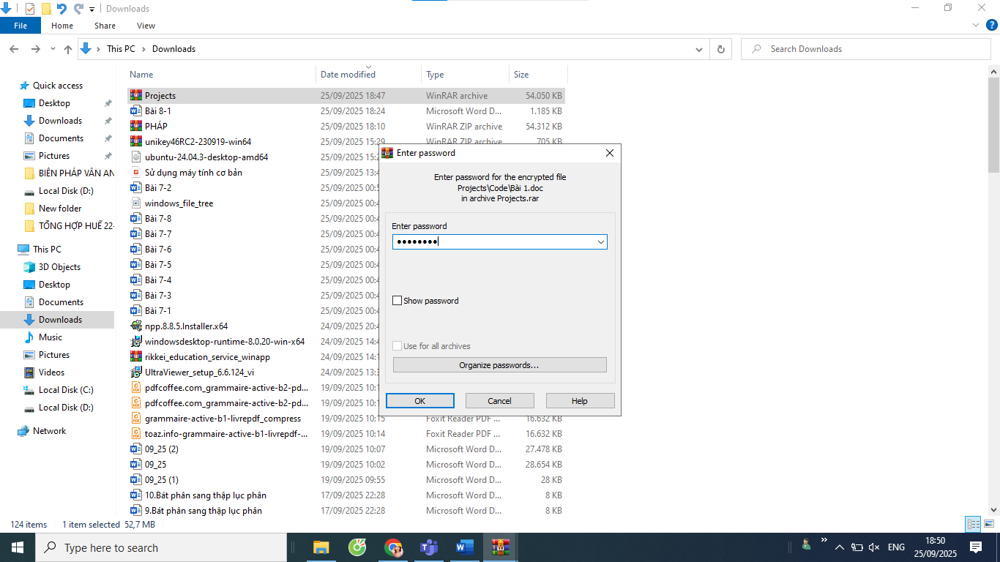 Downloads
File Home Share View
This PC Downloads
Search Downloads
Name Date modified Type Size
Quick access
Desktop
Downloads
Documents
Pictures
BIÊN PHÁP VÂN AN
Local Disk (D:)
New folder
TỔNG HỢP HUẾ 22-
This PC
3D Objects
Desktop
Documents
Downloads
Music
Pictures
Videos
Local Disk (C:)
Local Disk (D:)
Network
Projects 25/09/2025 18:47 WinRAR archive 54.050 KB
Bài 8-1 25/09/2025 18:24 Microsoft Word D... 1.185 KB
PHÁP 25/09/2025 18:10 WinRAR ZIP archive 54.312 KB
unikey46RC2-230919-win64 25/09/2025 15:29 WinRAR ZIP archive 705 KB
ubuntu-24.04.3-desktop-amd64 25/09/2025 15:2
Sử dụng máy tính cơ bản 25/09/2025 13:4
Bài 7-2 25/09/2025 00:5
windows_file_tree 25/09/2025 00:4
Bài 7-8 25/09/2025 00:4
Bài 7-7 25/09/2025 00:4
Bài 7-6 25/09/2025 00:4
Bài 7-5 25/09/2025 00:4
Bài 7-4 25/09/2025 00:4
Bài 7-3 25/09/2025 00:4
Bài 7-1 25/09/2025 00:4
npp.8.8.5.Installer.x64 24/09/2025 20:4
windowsdesktop-runtime-8.0.20-win-x64 24/09/2025 14:4
rikkei_education_service_winapp 24/09/2025 14:1
UltraViewer_setup_6.6.124_vi 24/09/2025 13:3
pdfcoffee.com_grammaire-active-b2-pd... 19/09/2025 10:1
pdfcoffee.com_grammaire-active-b2-pd... 19/09/2025 10:1
grammaire-active-b1-livrepdf_compress 19/09/2025 10:15 Foxit Reader PDF ... 16.632 KB
toaz.info-grammaire-active-b1-livrepdf-... 19/09/2025 10:14 Foxit Reader PDF ... 16.632 KB
09_25 (2) 19/09/2025 10:07 Microsoft Word D... 27.478 KB
09_25 19/09/2025 10:02 Microsoft Word D... 28.654 KB
09_25 (1) 19/09/2025 09:55 Microsoft Word D... 28 KB
10.Bát phân sang thập lục phân 17/09/2025 22:28 Microsoft Word D... 8 KB
9.Bát phân sang thập lục phân 17/09/2025 22:28 Microsoft Word D... 8 KB
Enter password
Enter password for the encrypted file
Projects\Code\Bài 1.doc
in archive Projects.rar
Enter password
••••••••
Show password
Use for all archives
Organize passwords...
OK Cancel Help
124 items 1 item selected 52,7 MB
Type here to search
ENG
18:50
25/09/2025